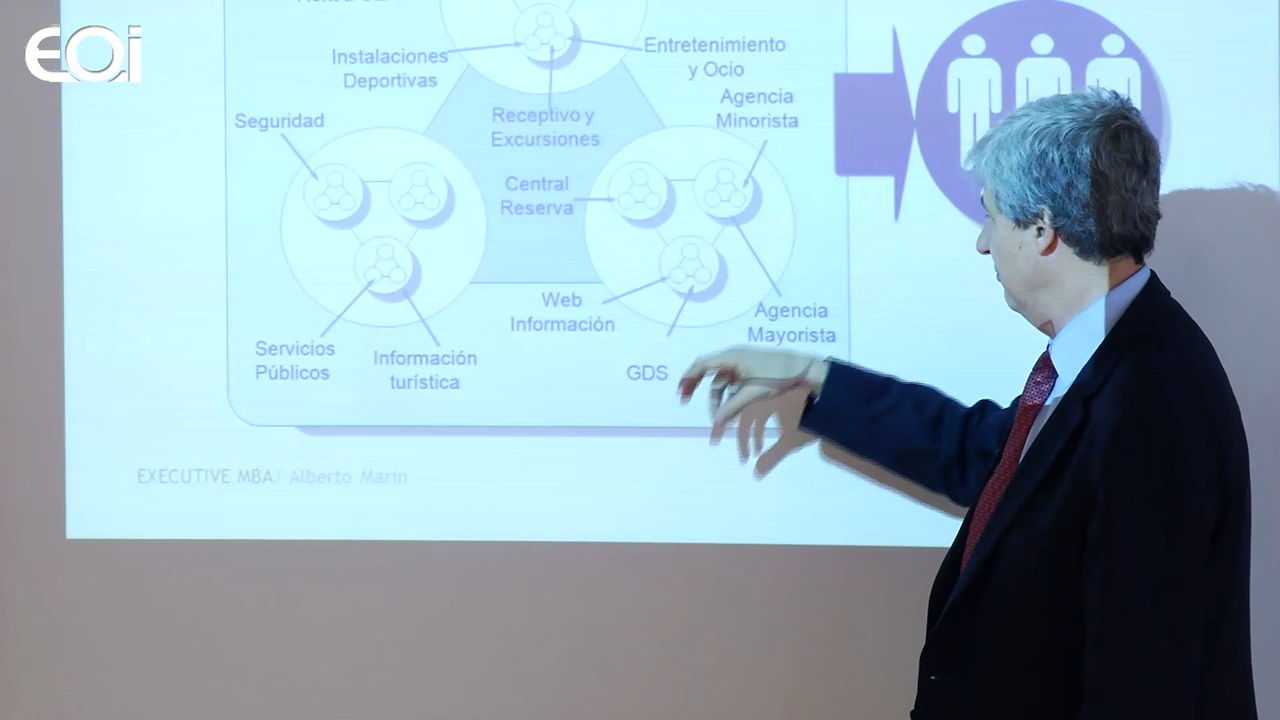 eoi
Instalaciones
Deportivas
Entretenimiento
y Ocio
Seguridad
Receptivo y
Excursiones
Agencia
Minorista
Central
Reserva
Web
Información
Agencia
Mayorista
Servicios
Públicos
Información
turística
GDS
EXECUTIVE MBA/ Alberto Marín